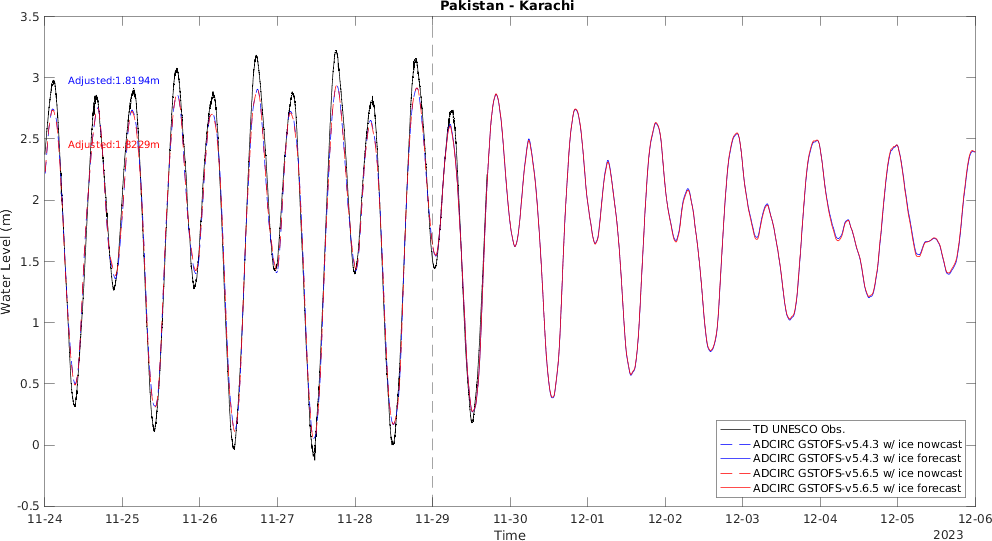 Pakistan - Karachi
3.5
3
2.5
2
1.5
1
0.5
0
-0.5
Water Level (m)
Adjusted:1.8194m
Adjusted:1.8229m
TD UNESCO Obs.
ADCIRC GSTOFS-v5.4.3 w/ ice nowcast
ADCIRC GSTOFS-v5.4.3 w/ ice forecast
ADCIRC GSTOFS-v5.6.5 w/ ice nowcast
ADCIRC GSTOFS-v5.6.5 w/ ice forecast
11-24 11-25 11-26 11-27 11-28 11-29 11-30 12-01 12-02 12-03 12-04 12-05 12-06
Time
2023